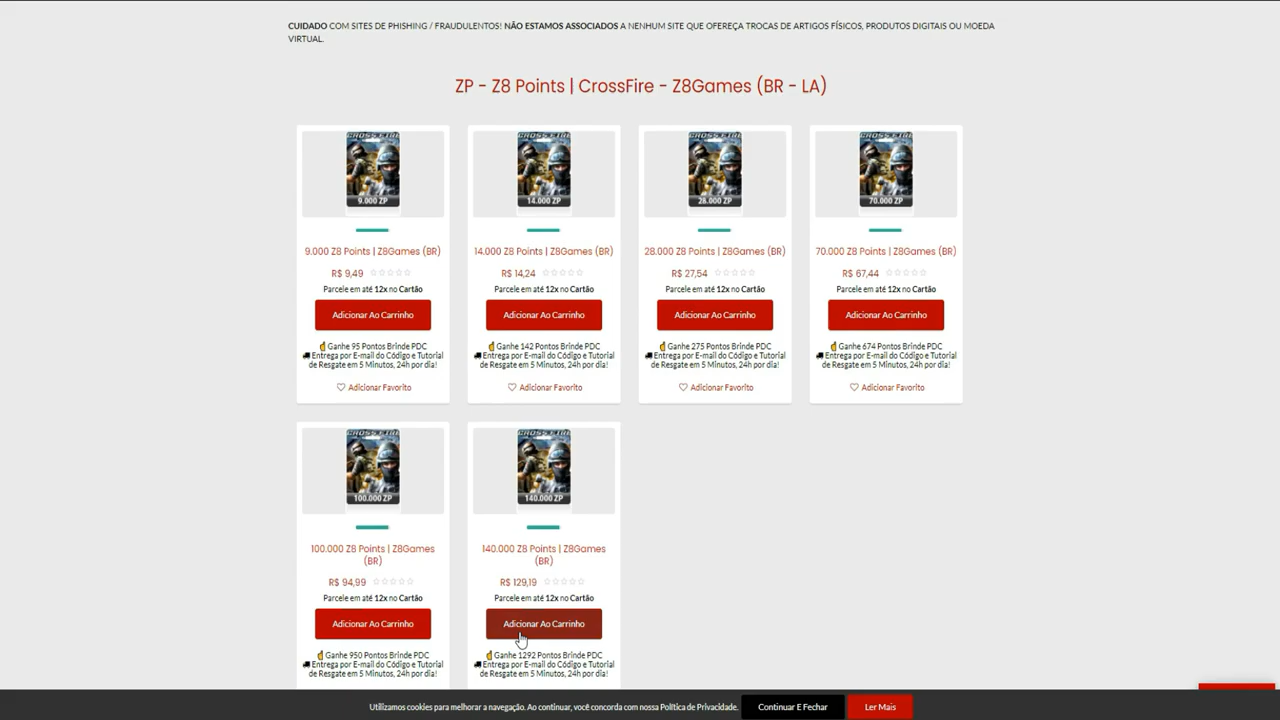 CUIDADO COM SITES DE PHISHING / FRAUDULENTOS! NÃO ESTAMOS ASSOCIADOS A NENHUM SITE QUE OFEREÇA TROCAS DE ARTIGOS FÍSICOS, PRODUTOS DIGITAIS OU MOEDA
VIRTUAL.
ZP - Z8 Points | CrossFire - Z8Games (BR - LA)
CROSSFIRE
9.000 ZP
9.000 Z8 Points | Z8Games (BR)
R$ 9,49
Parcele em até 12x no Cartão
Adicionar Ao Carrinho
Ganhe 95 Pontos Brinde PDC
Entrega por E-mail do Código e Tutorial
de Resgate em 5 Minutos, 24h por dia!
Adicionar Favorito
CROSSFIRE
14.000 ZP
14.000 Z8 Points | Z8Games (BR)
R$ 14,24
Parcele em até 12x no Cartão
Adicionar Ao Carrinho
Ganhe 142 Pontos Brinde PDC
Entrega por E-mail do Código e Tutorial
de Resgate em 5 Minutos, 24h por dia!
Adicionar Favorito
CROSSFIRE
28.000 ZP
28.000 Z8 Points | Z8Games (BR)
R$ 27,54
Parcele em até 12x no Cartão
Adicionar Ao Carrinho
Ganhe 275 Pontos Brinde PDC
Entrega por E-mail do Código e Tutorial
de Resgate em 5 Minutos, 24h por dia!
Adicionar Favorito
CROSSFIRE
70.000 ZP
70.000 Z8 Points | Z8Games (BR)
R$ 67,44
Parcele em até 12x no Cartão
Adicionar Ao Carrinho
Ganhe 674 Pontos Brinde PDC
Entrega por E-mail do Código e Tutorial
de Resgate em 5 Minutos, 24h por dia!
Adicionar Favorito
CROSSFIRE
100.000 ZP
100.000 Z8 Points | Z8Games
(BR)
R$ 94,99
Parcele em até 12x no Cartão
Adicionar Ao Carrinho
Ganhe 950 Pontos Brinde PDC
Entrega por E-mail do Código e Tutorial
de Resgate em 5 Minutos, 24h por dia!
CROSSFIRE
140.000 ZP
140.000 Z8 Points | Z8Games
(BR)
R$ 129,19
Parcele em até 12x no Cartão
Adicionar Ao Carrinho
Ganhe 1292 Pontos Brinde PDC
Entrega por E-mail do Código e Tutorial
de Resgate em 5 Minutos, 24h por dia!
Utilizamos cookies para melhorar a navegação. Ao continuar, você concorda com nossa Política de Privacidade.
Continuar E Fechar
Ler Mais